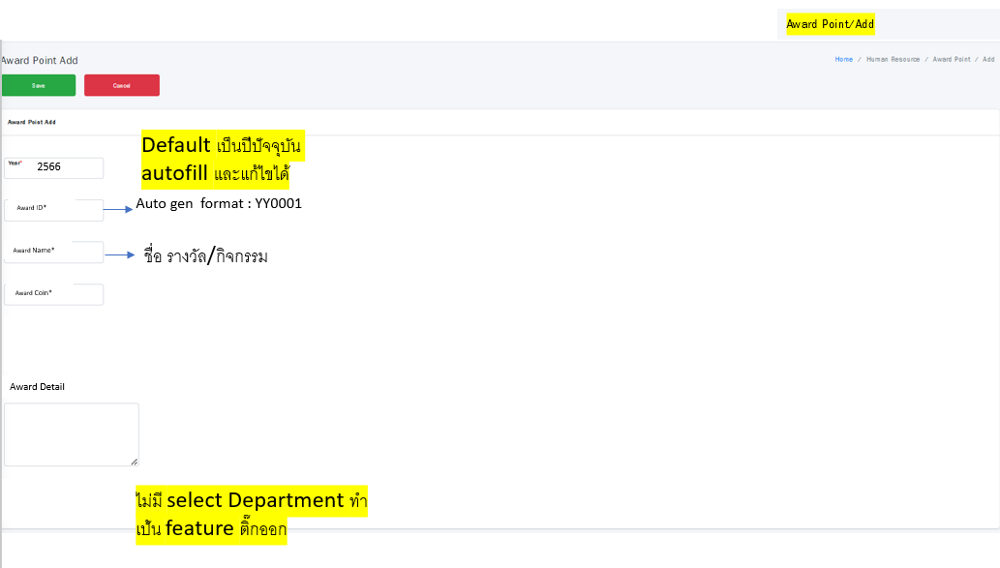 Award Point/Add
Award Point Add
Home / Human Resource / Award Point / Add
Save
Cancel
Award Point Add
Default เป็นปีปัจจุบัน
autofill และแก้ไขได้
Year*
2566
Award ID*
Auto gen format : YY0001
Award Name*
ชื่อ รางวัล/กิจกรรม
Award Coin*
Award Detail
ไม่มี select Department ทำ
เป็น feature ติ๊กออก